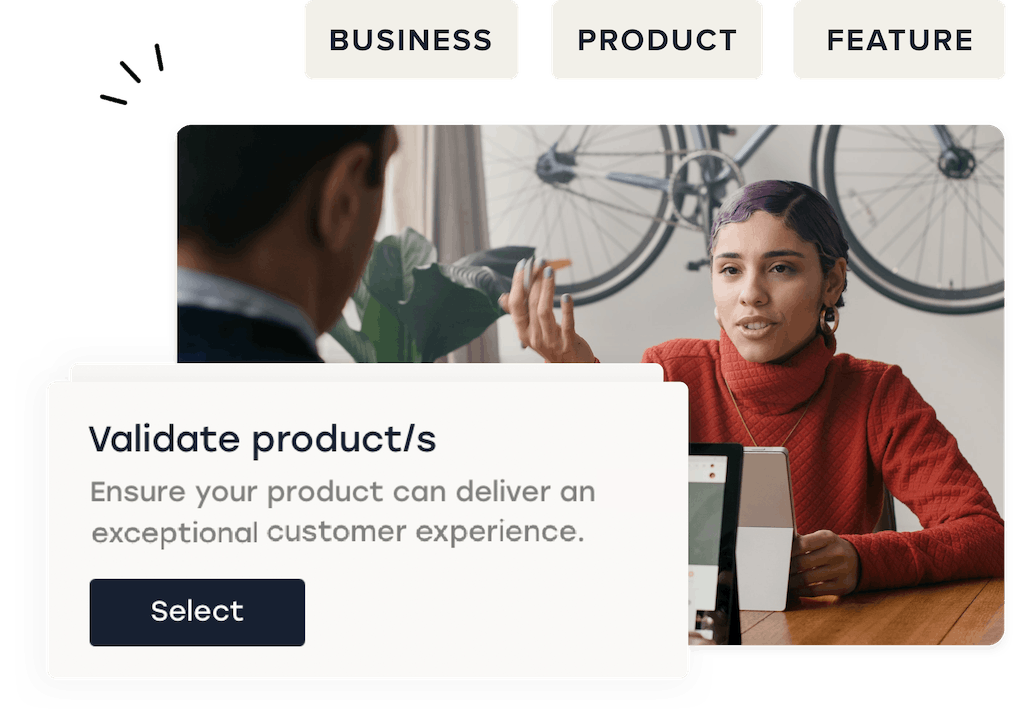 BUSINESS
PRODUCT
FEATURE
Validate product/s
Ensure your product can deliver an
exceptional customer experience.
Select